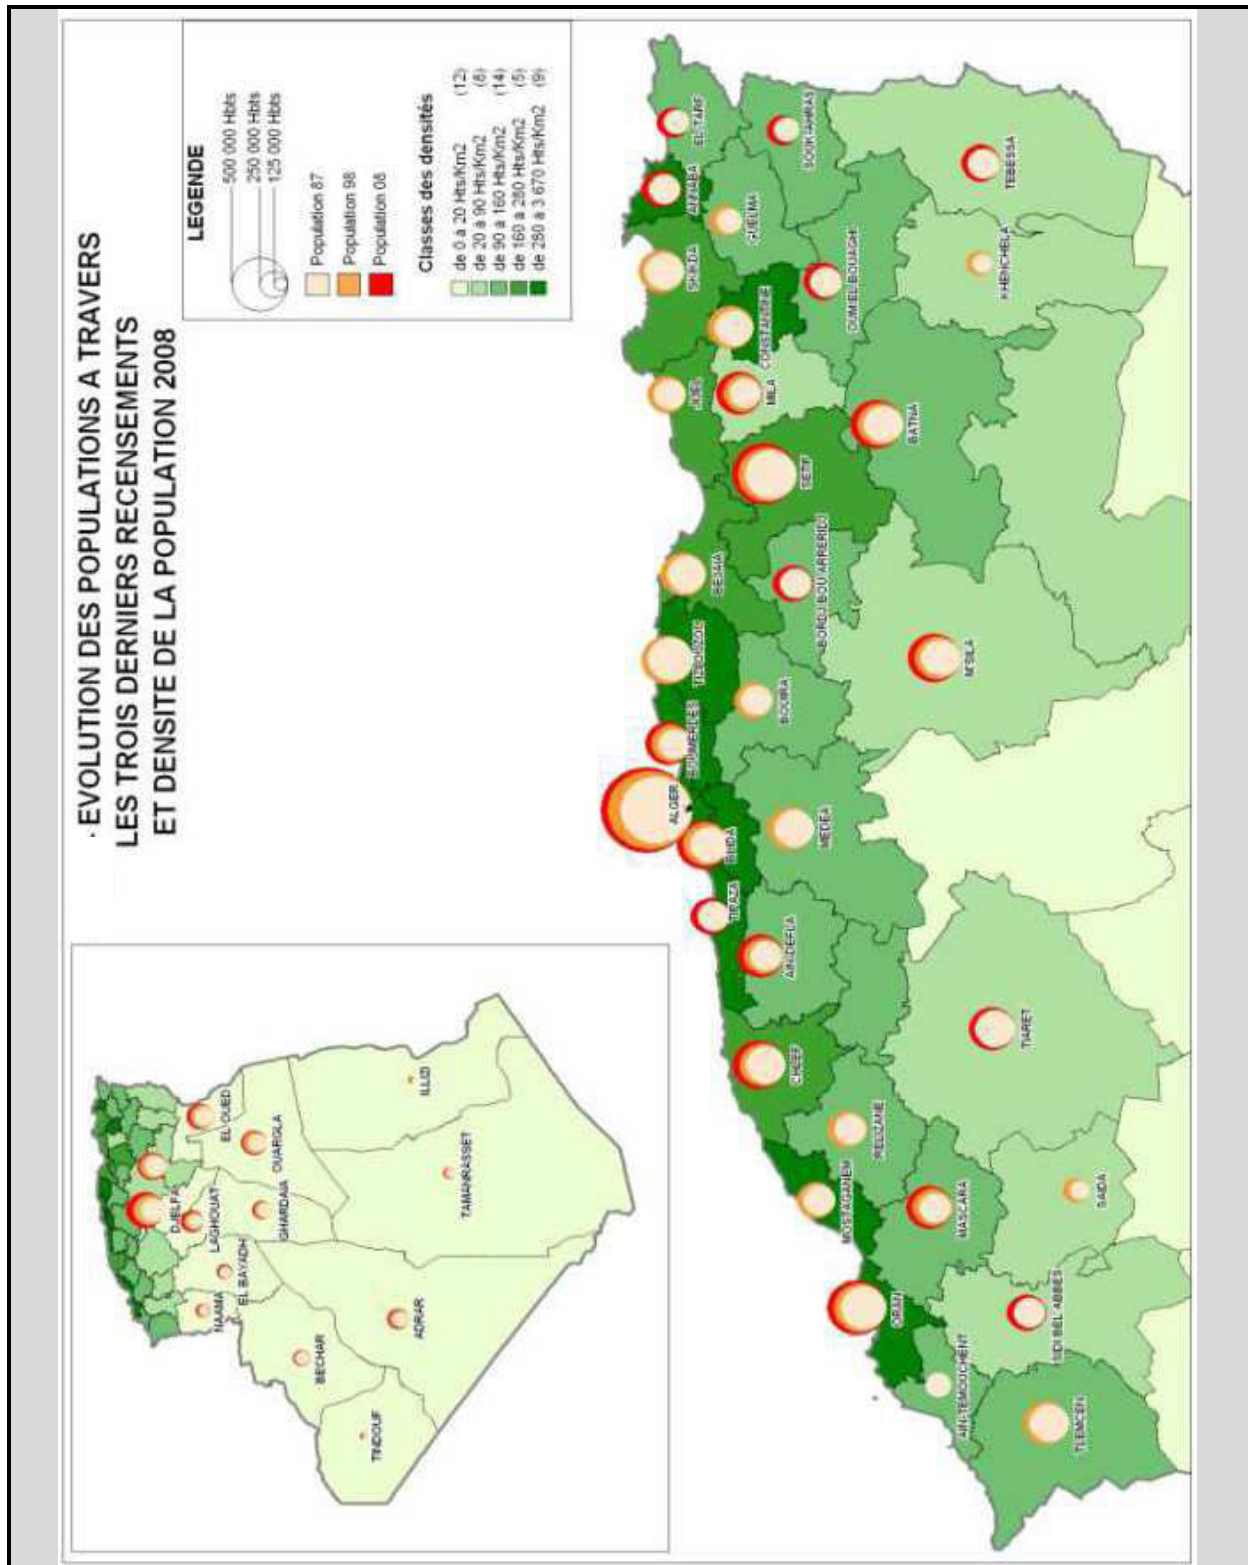 · EVOLUTION DES POPULATIONS A TRAVERS
LES TROIS DERNIERS RECENSEMENTS
ET DENSITE DE LA POPULATION 2008
LEGENDE
500 000 Hbts
250 000 Hbts
125 000 Hbts
Population 87
Population 98
Population 08
Classes des densités
de 0 à 20 Hts/Km2 (12)
de 20 à 90 Hts/Km2 (8)
de 90 à 160 Hts/Km2 (14)
de 160 à 280 Hts/Km2 (5)
de 280 à 3 670 Hts/Km2 (9)
DJELFA
EL OUED
LAGHOUAT
OUARGLA
GHARDAIA
NAAMA
EL BAYADH
ILLIZI
BECHAR
ADRAR
TAMANRASSET
TINDOUF
ALGER
BOUMERDES
TIZI OUZOU
BEJAIA
JIJEL
SKIKDA
ANNABA
EL TARF
TIPAZA
BLIDA
BOUIRA
SETIF
MILA
CONSTANTINE
GUELMA
SOUK AHRAS
CHLEF
AIN DEFLA
MEDEA
BORDJ BOU ARRERIDJ
BATNA
OUM EL BOUAGHI
KHENCHELA
TEBESSA
MOSTAGANEM
RELIZANE
TIARET
M'SILA
ORAN
MASCARA
SAIDA
AIN-TEMOUCHENT
SIDI BEL ABBES
TLEMCEN